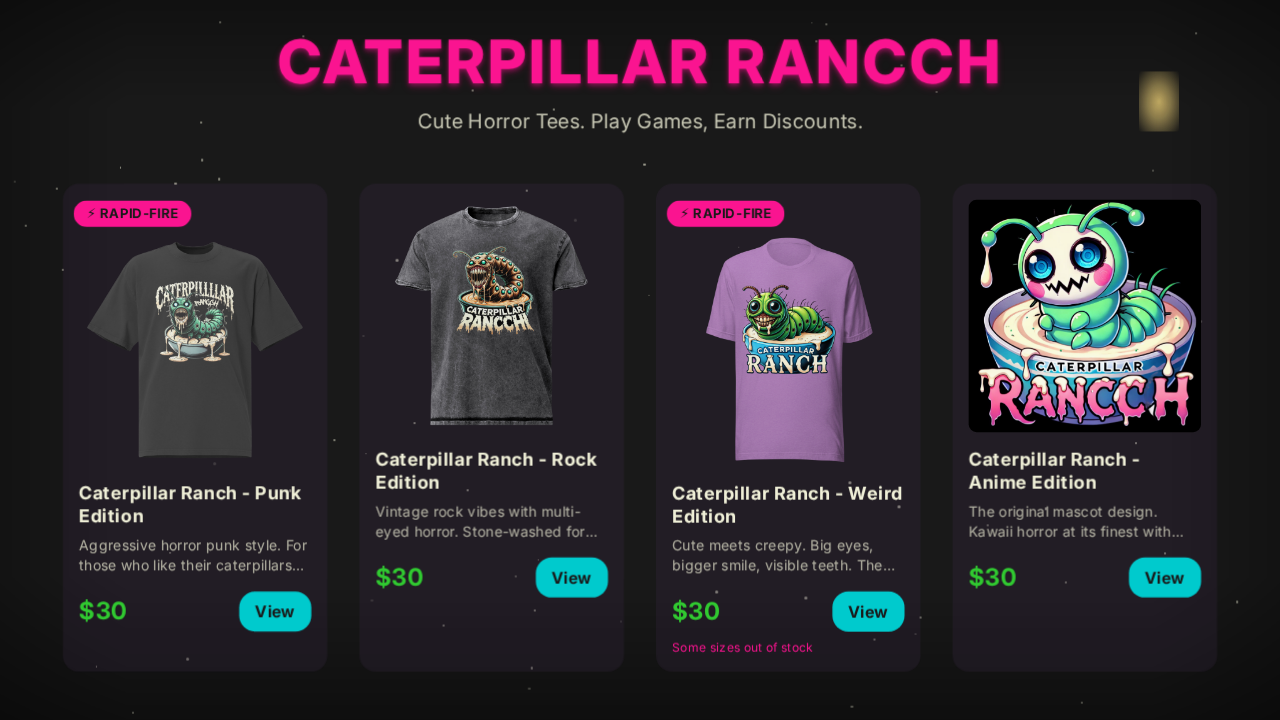 CATERPILLAR RANCCH
Cute Horror Tees. Play Games, Earn Discounts.
⚡ RAPID-FIRE
CATERPILLLLAR
RANCCH
Caterpillar Ranch - Punk
Edition
Aggressive horror punk style. For
those who like their caterpillars...
$30
View
CATERPILLAR
RANCCH
Caterpillar Ranch - Rock
Edition
Vintage rock vibes with multi-
eyed horror. Stone-washed for...
$30
View
⚡ RAPID-FIRE
CATERPILLAR
RANCH
Caterpillar Ranch - Weird
Edition
Cute meets creepy. Big eyes,
bigger smile, visible teeth. The...
$30
View
Some sizes out of stock
CATERPILLAR
RANCCH
Caterpillar Ranch -
Anime Edition
The original mascot design.
Kawaii horror at its finest with...
$30
View